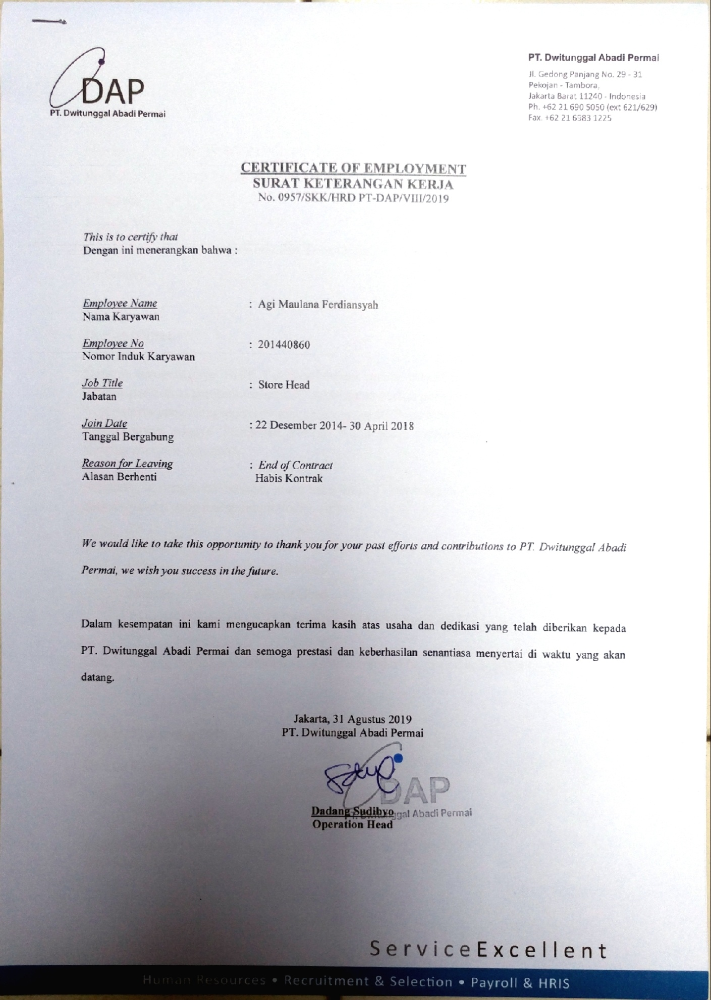 DAP
PT. Dwitunggal Abadi Permai
PT. Dwitunggal Abadi Permai
Jl. Gedong Panjang No. 29 - 31
Pekojan - Tambora,
Jakarta Barat 11240 - Indonesia
Ph. +62 21 690 5050 (ext 621/629)
Fax. +62 21 6983 1225
CERTIFICATE OF EMPLOYMENT
SURAT KETERANGAN KERJA
No. 0957/SKK/HRD PT-DAP/VIII/2019
This is to certify that
Dengan ini menerangkan bahwa :
Employee Name : Agi Maulana Ferdiansyah
Nama Karyawan
Employee No : 201440860
Nomor Induk Karyawan
Job Title : Store Head
Jabatan
Join Date : 22 Desember 2014- 30 April 2018
Tanggal Bergabung
Reason for Leaving : End of Contract
Alasan Berhenti Habis Kontrak
We would like to take this opportunity to thank you for your past efforts and contributions to PT. Dwitunggal Abadi
Permai, we wish you success in the future.
Dalam kesempatan ini kami mengucapkan terima kasih atas usaha dan dedikasi yang telah diberikan kepada
PT. Dwitunggal Abadi Permai dan semoga prestasi dan keberhasilan senantiasa menyertai di waktu yang akan
datang.
Jakarta, 31 Agustus 2019
PT. Dwitunggal Abadi Permai
DAP
Dadang Sudibyo
Abadi Permai
Operation Head
ServiceExcellent
Human Resources • Recruitment & Selection • Payroll & HRIS